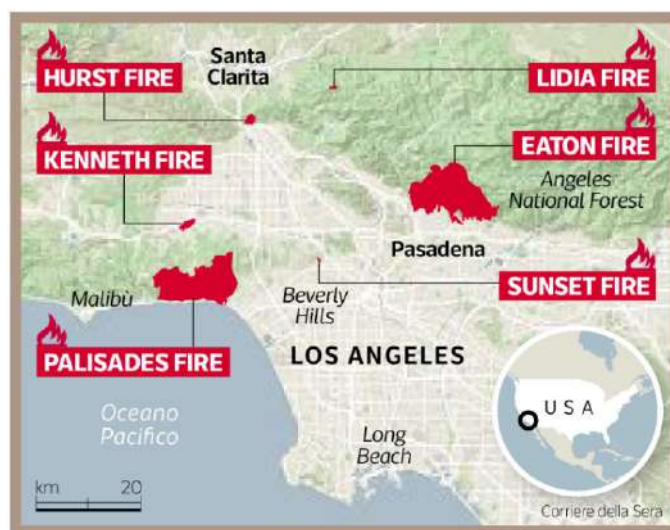 Santa
Clarita
HURST FIRE
LIDIA FIRE
KENNETH FIRE
EATON FIRE
Angeles
National Forest
Pasadena
SUNSET FIRE
Malibù
Beverly
Hills
PALISADES FIRE
LOS ANGELES
USA
Oceano
Pacifico
Long
Beach
km 20
Corriere della Sera